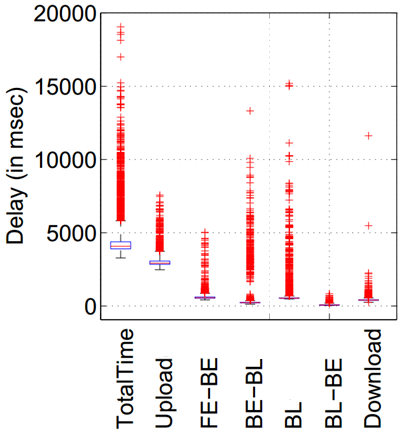 20000
15000
10000
5000
0
Delay (in msec)
TotalTime
Upload
FE-BE
BE-BL
BL
BL-BE
Download